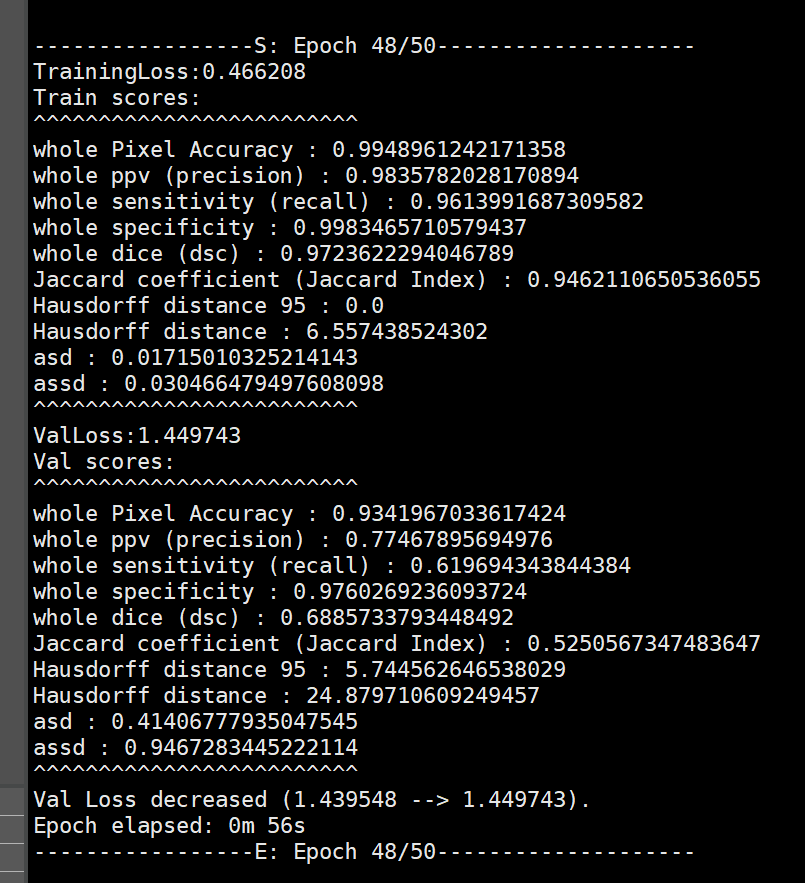 -----------------S: Epoch 48/50--------------------
TrainingLoss:0.466208
Train scores:
^^^^^^^^^^^^^^^^^^^^^^^^^
whole Pixel Accuracy : 0.9948961242171358
whole ppv (precision) : 0.9835782028170894
whole sensitivity (recall) : 0.9613991687309582
whole specificity : 0.9983465710579437
whole dice (dsc) : 0.9723622294046789
Jaccard coefficient (Jaccard Index) : 0.9462110650536055
Hausdorff distance 95 : 0.0
Hausdorff distance : 6.557438524302
asd : 0.01715010325214143
assd : 0.030466479497608098
^^^^^^^^^^^^^^^^^^^^^^^^^
ValLoss:1.449743
Val scores:
^^^^^^^^^^^^^^^^^^^^^^^^^
whole Pixel Accuracy : 0.9341967033617424
whole ppv (precision) : 0.77467895694976
whole sensitivity (recall) : 0.619694343844384
whole specificity : 0.9760269236093724
whole dice (dsc) : 0.6885733793448492
Jaccard coefficient (Jaccard Index) : 0.5250567347483647
Hausdorff distance 95 : 5.744562646538029
Hausdorff distance : 24.879710609249457
asd : 0.41406777935047545
assd : 0.9467283445222114
^^^^^^^^^^^^^^^^^^^^^^^^^
Val Loss decreased (1.439548 --> 1.449743).
Epoch elapsed: 0m 56s
-----------------E: Epoch 48/50--------------------